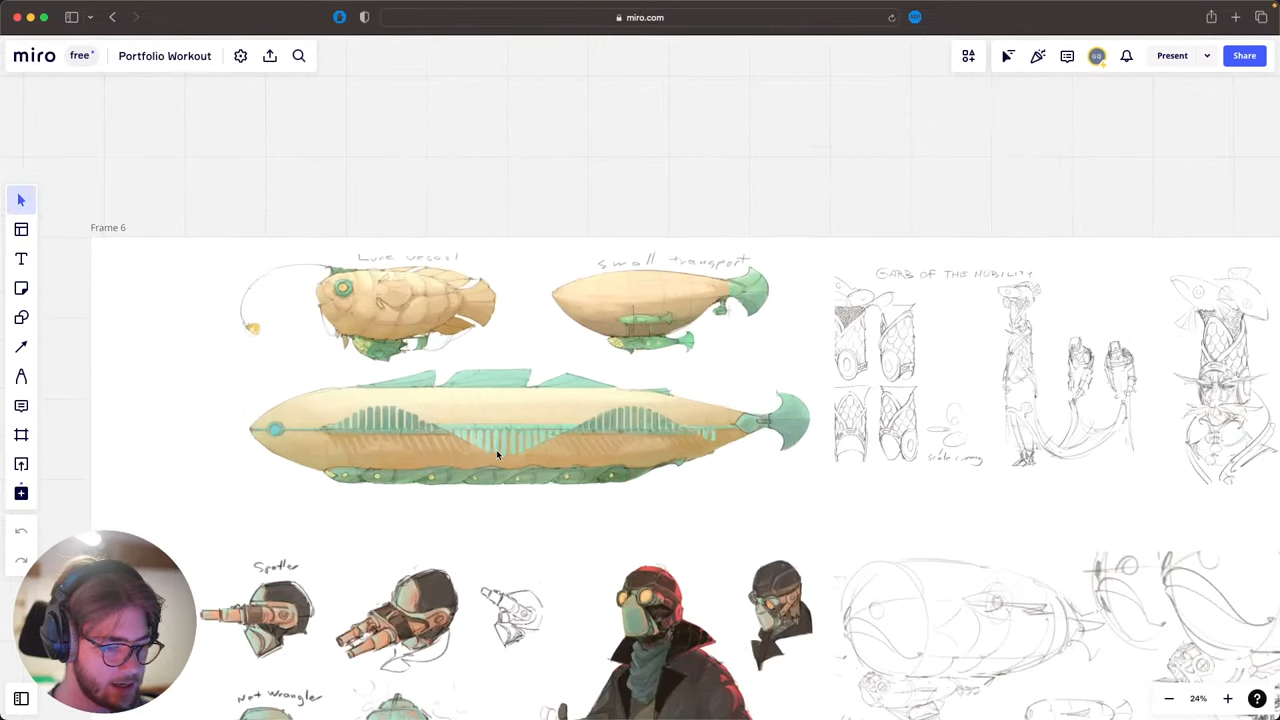 miro.com
miro
free
Portfolio Workout
Present
Share
Frame 6
Lure vessel
small transport
GARB OF THE NOBILITY
Spotter
Net Wrangler
24%